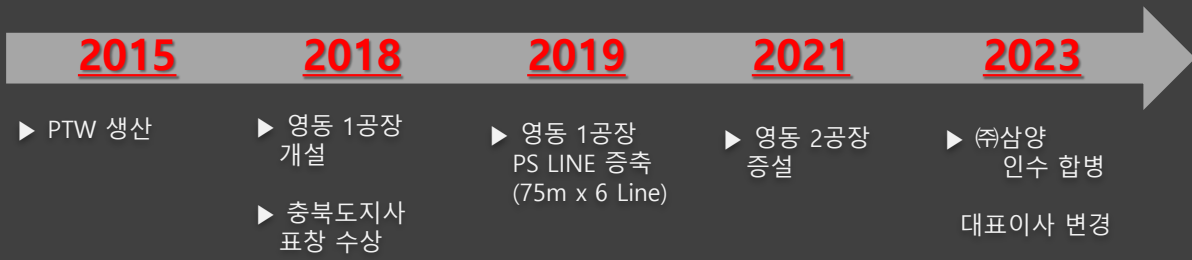 2015
2018
2019
2021
2023
▶ PTW 생산
▶ 영동 1공장
개설
▶ 충북도지사
표창 수상
▶ 영동 1공장
PS LINE 증축
(75m x 6 Line)
▶ 영동 2공장
증설
▶ ㈜삼양
인수 합병
대표이사 변경